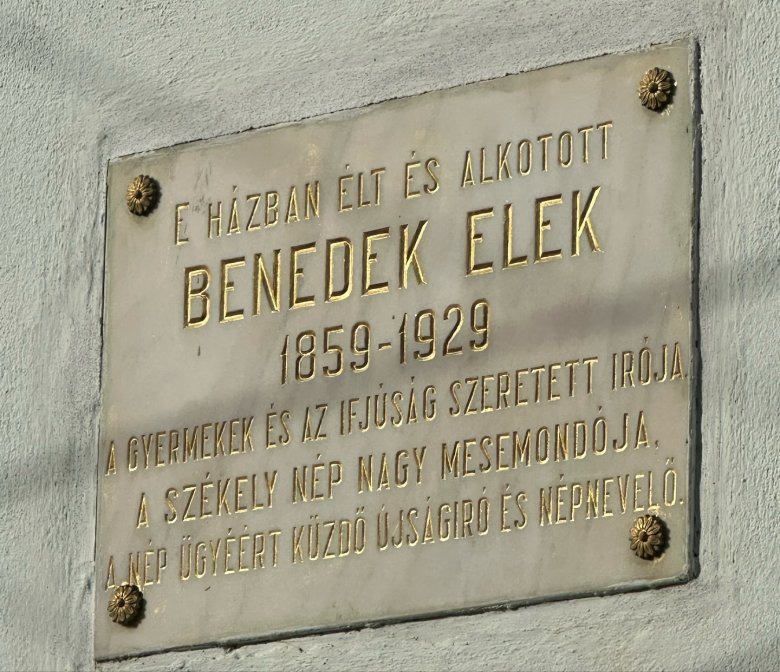 E HÁZBAN ÉLT ÉS ALKOTOTT
BENEDEK ELEK
1859-1929
A GYERMEKEK ÉS AZ IFJÚSÁG SZERETETT IRÓJA,
A SZÉKELY NÉP NAGY MESEMONDÓJA,
A NÉP ÜGYÉÉRT KÜZDŐ ÚJSÁGIRÓ ÉS NÉPNEVELŐ.